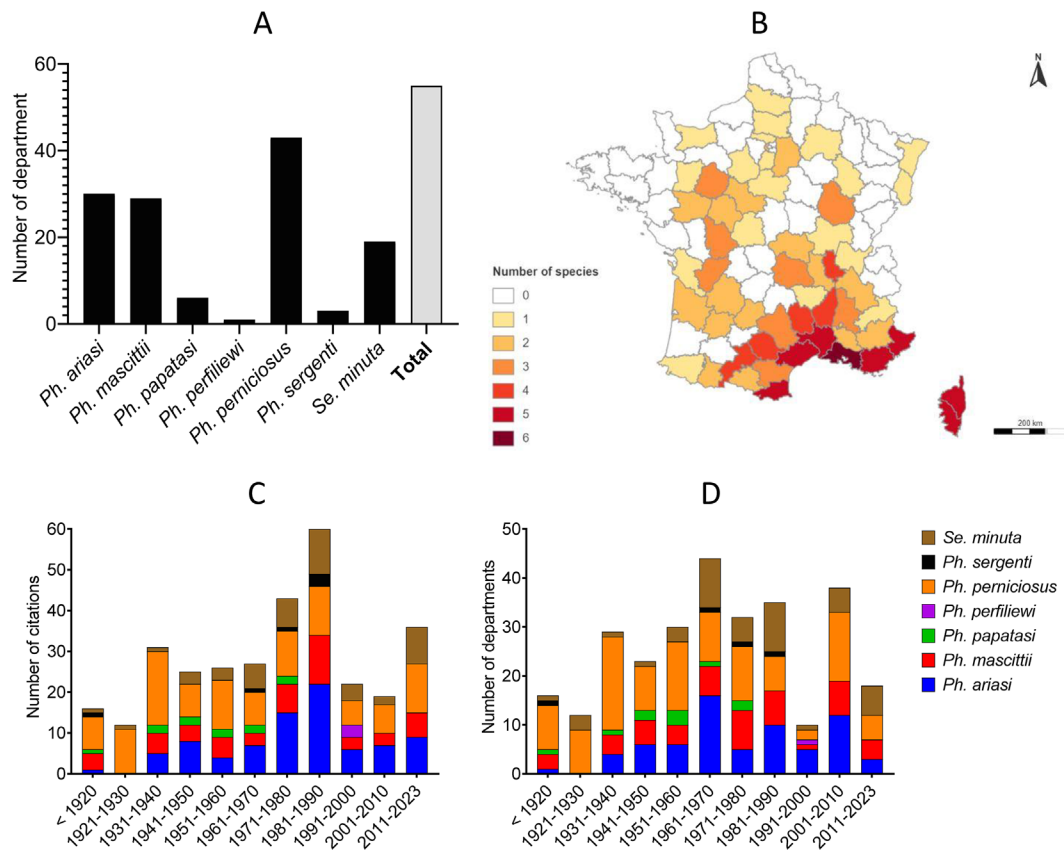 A
Number of department
60
40
20
0
Ph. ariasi
Ph. mascittii
Ph. papatasi
Ph. perfiliewi
Ph. perniciosus
Ph. sergenti
Se. minuta
Total
B
N
Number of species
0
1
2
3
4
5
6
200 km
C
Number of citations
60
50
40
30
20
10
0
< 1920
1921-1930
1931-1940
1941-1950
1951-1960
1961-1970
1971-1980
1981-1990
1991-2000
2001-2010
2011-2023
D
Number of departments
50
40
30
20
10
0
< 1920
1921-1930
1931-1940
1941-1950
1951-1960
1961-1970
1971-1980
1981-1990
1991-2000
2001-2010
2011-2023
Se. minuta
Ph. sergenti
Ph. perniciosus
Ph. perfiliewi
Ph. papatasi
Ph. mascittii
Ph. ariasi